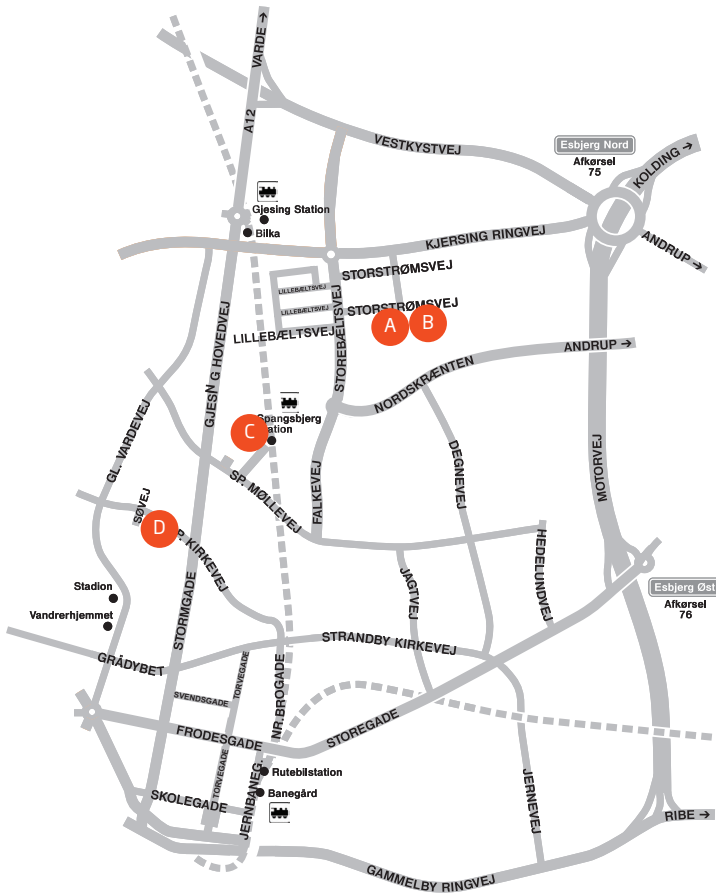 VARDE →
A12
VESTKYSTVEJ
Esbjerg Nord
Afkørsel
75
KOLDING →
Gjesing Station
Bilka
KJERSING RINGVEJ
ANDRUP →
STORSTRØMSVEJ
LILLEBÆLTSVEJ
STORSTRØMSVEJ
LILLEBÆLTSVEJ
A
B
LILLEBÆLTSVEJ
STOREBÆLTSVEJ
GJESN G HOVEDVEJ
ANDRUP →
NORDSKRÆNTEN
C
Spangsbjerg
tation
GL. VARDEVEJ
SP. MØLLEVEJ
FALKEVEJ
DEGNEVEJ
MOTORVEJ
SØVEJ
D
P. KIRKEVEJ
HEDELUNDVEJ
JAGTVEJ
Esbjerg Øst
Afkørsel
76
Stadion
Vandrerhjemmet
STORMGADE
STRANDBY KIRKEVEJ
GRÅDYBET
TORVEGADE
NR.BROGADE
SVENDSGADE
FRODESGADE
STOREGADE
TORVEGADE
JERNBANEG.
Rutebilstation
Banegård
SKOLEGADE
JERNEVEJ
RIBE →
GAMMELBY RINGVEJ